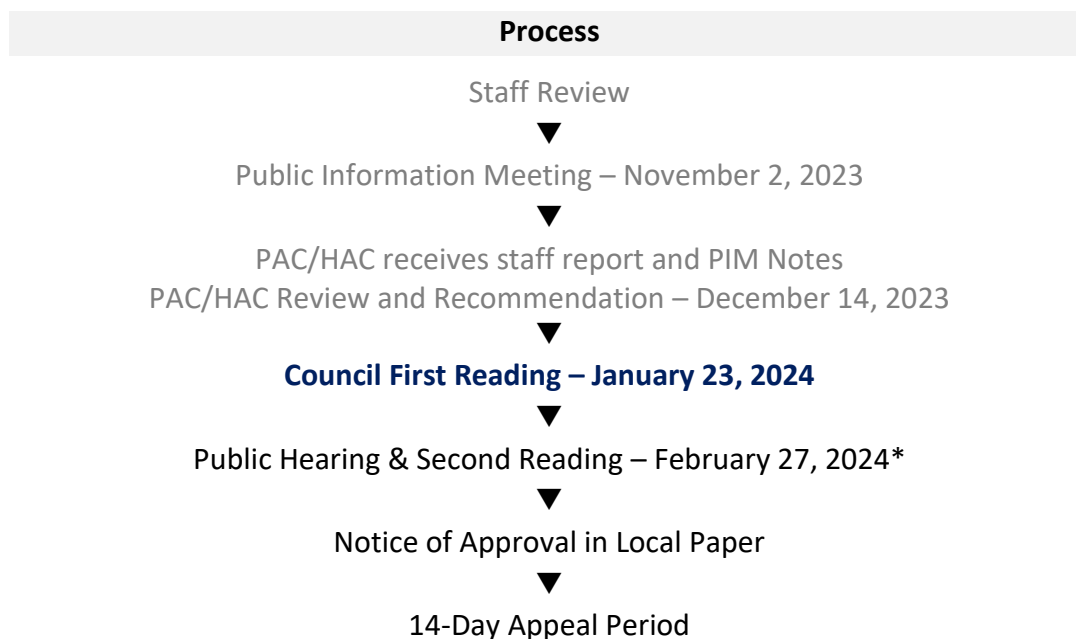 Process
Staff Review
Public Information Meeting – November 2, 2023
PAC/HAC receives staff report and PIM Notes
PAC/HAC Review and Recommendation – December 14, 2023
Council First Reading – January 23, 2024
Public Hearing & Second Reading – February 27, 2024*
Notice of Approval in Local Paper
14-Day Appeal Period